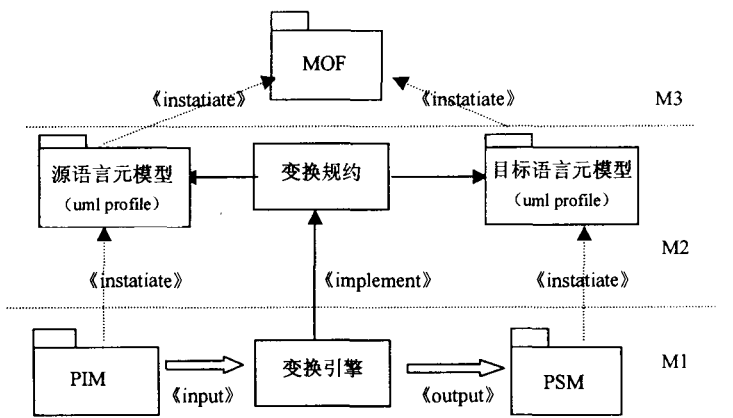 MOF
《instatiate》
《instatiate》
M3
源语言元模型
（uml profile）
变换规约
目标语言元模型
（uml profile）
M2
《instatiate》
《implement》
《instatiate》
PIM
《input》
变换引擎
《output》
PSM
M1